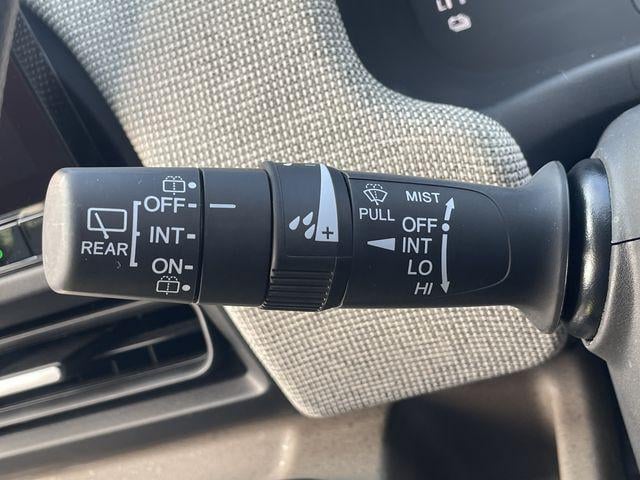 REAR
OFF
INT
ON
+
PULL
MIST
OFF
INT
LO
HI